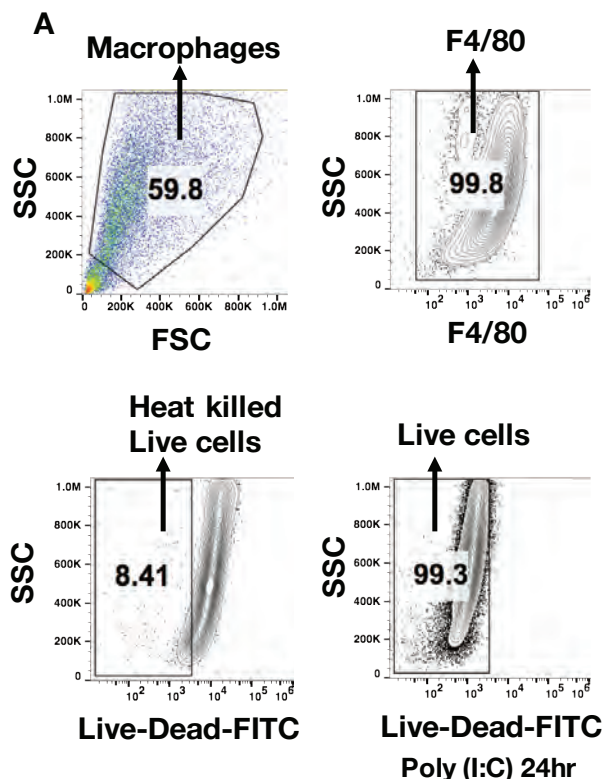 A
Macrophages
1.0M
800K
600K
400K
200K
0
SSC
59.8
0 200K 400K 600K 800K 1.0M
FSC
F4/80
1.0M
800K
600K
400K
200K
0
SSC
99.8
10² 10³ 10⁴ 10⁵ 10⁶
F4/80
Heat killed
Live cells
1.0M
800K
600K
400K
200K
0
SSC
8.41
10² 10³ 10⁴ 10⁵ 10⁶
Live-Dead-FITC
Live cells
1.0M
800K
600K
400K
200K
0
SSC
99.3
10² 10³ 10⁴ 10⁵ 10⁶
Live-Dead-FITC
Poly (I:C) 24hr